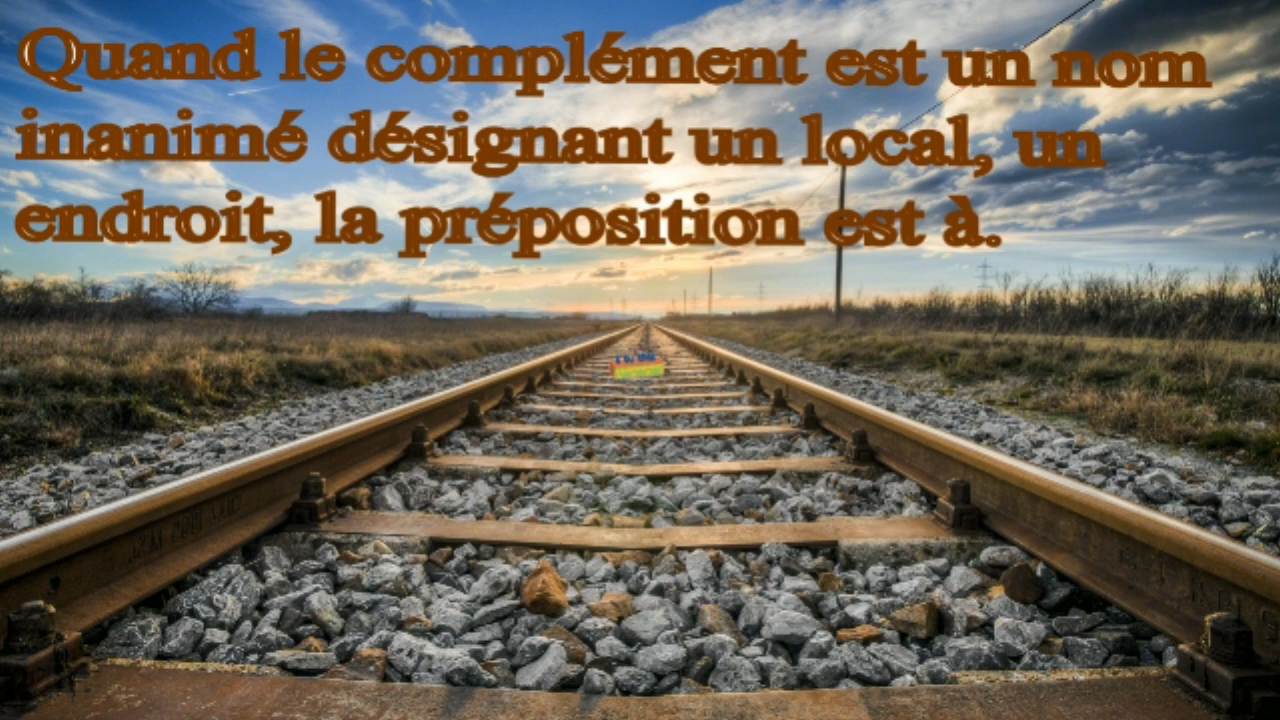 Quand le complément est un nom
inanimé désignant un local, un
endroit, la préposition est à.